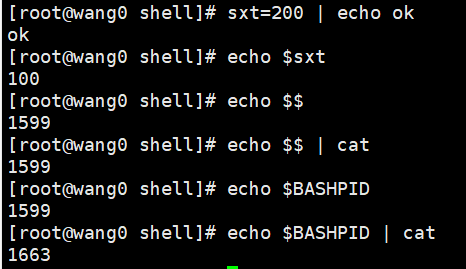 [root@wang0 shell]# sxt=200 | echo ok
ok
[root@wang0 shell]# echo $sxt
100
[root@wang0 shell]# echo $$
1599
[root@wang0 shell]# echo $$ | cat
1599
[root@wang0 shell]# echo $BASHPID
1599
[root@wang0 shell]# echo $BASHPID | cat
1663